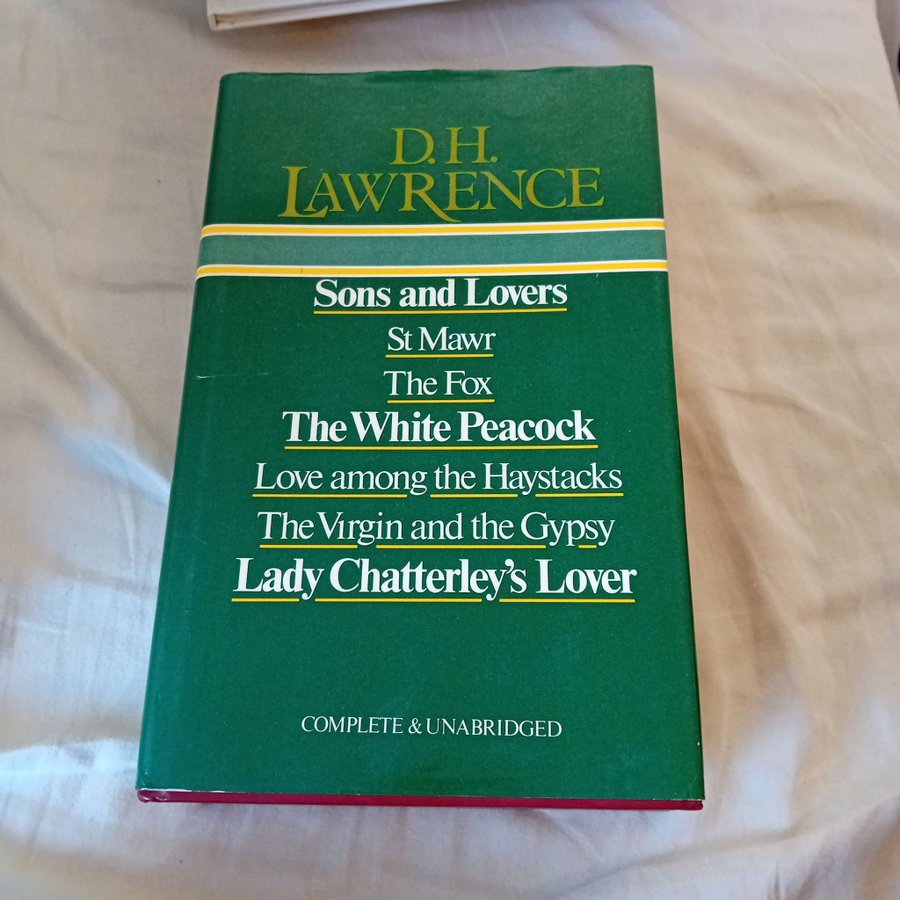 D.H.
LAWRENCE
Sons and Lovers
St Mawr
The Fox
The White Peacock
Love among the Haystacks
The Virgin and the Gypsy
Lady Chatterley's Lover
COMPLETE & UNABRIDGED